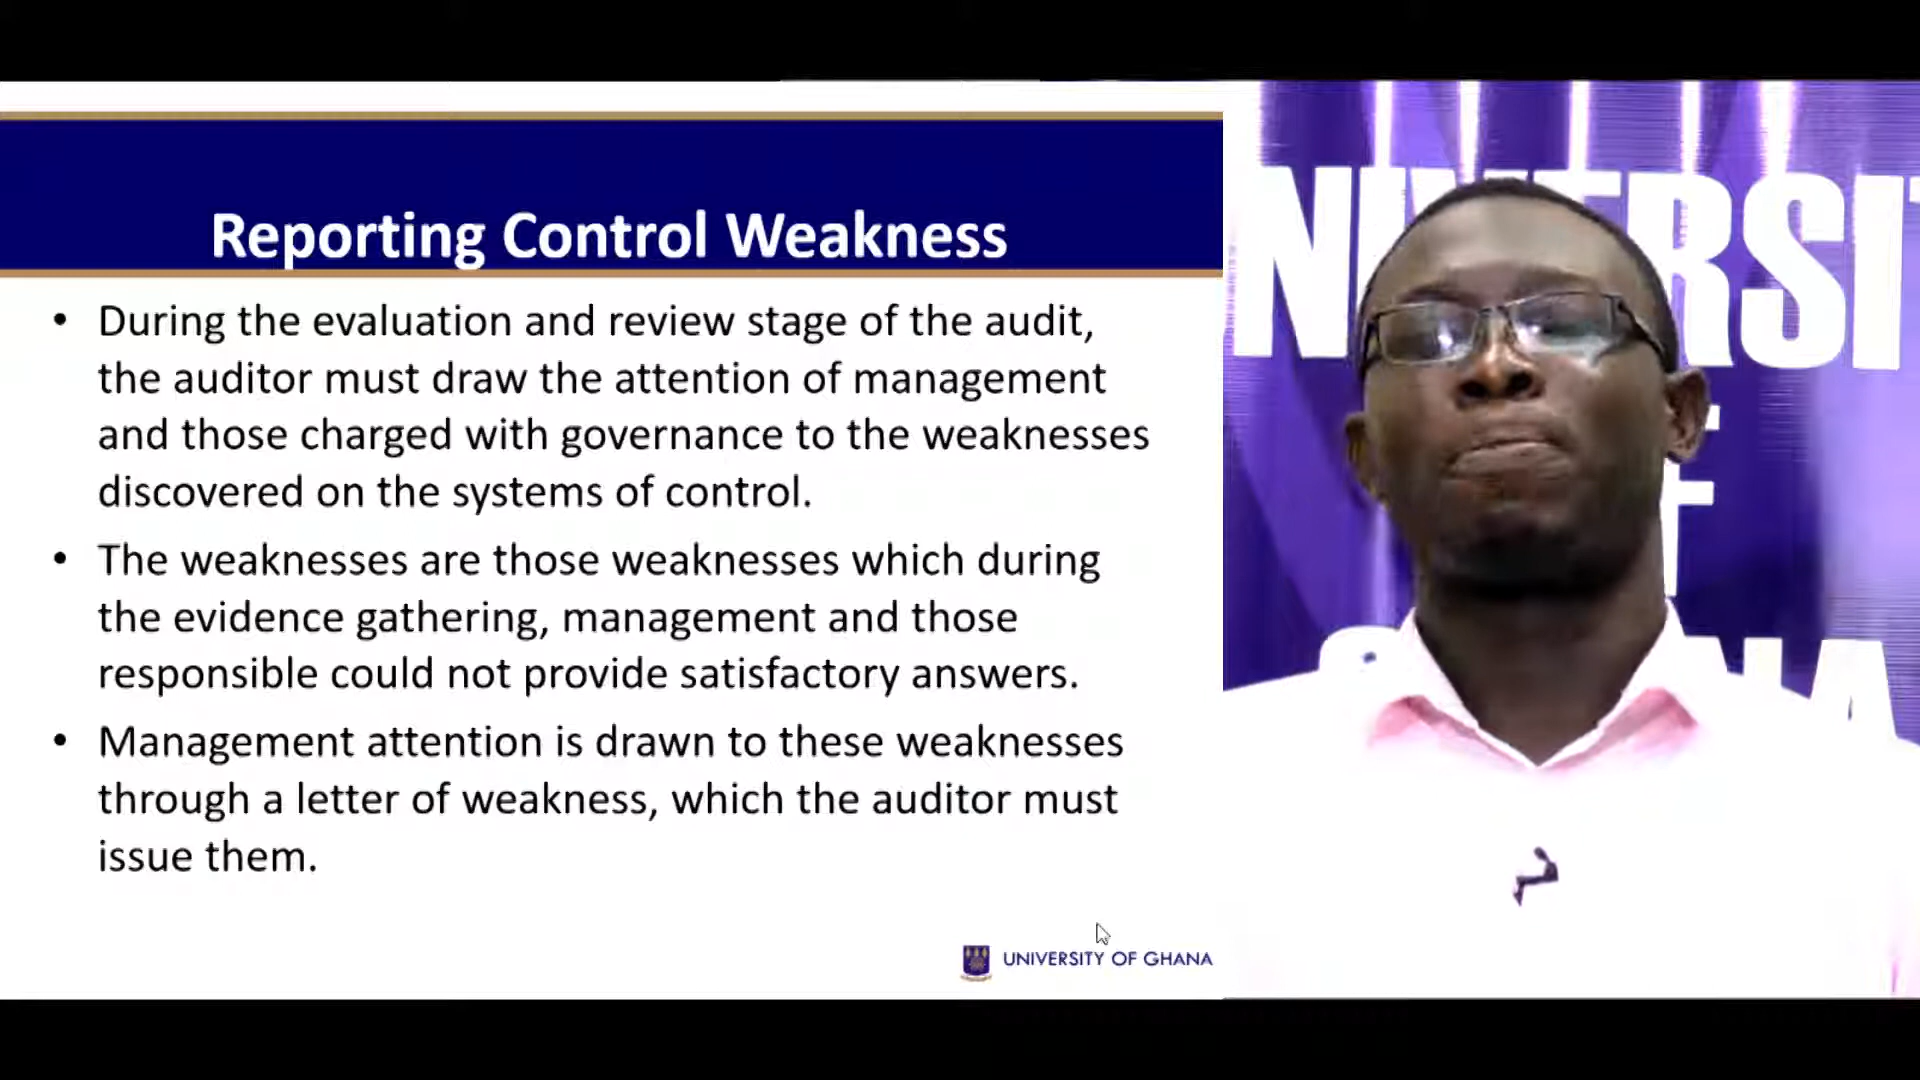 Reporting Control Weakness
• During the evaluation and review stage of the audit,
the auditor must draw the attention of management
and those charged with governance to the weaknesses
discovered on the systems of control.
• The weaknesses are those weaknesses which during
the evidence gathering, management and those
responsible could not provide satisfactory answers.
• Management attention is drawn to these weaknesses
through a letter of weakness, which the auditor must
issue them.
UNIVERSITY OF GHANA